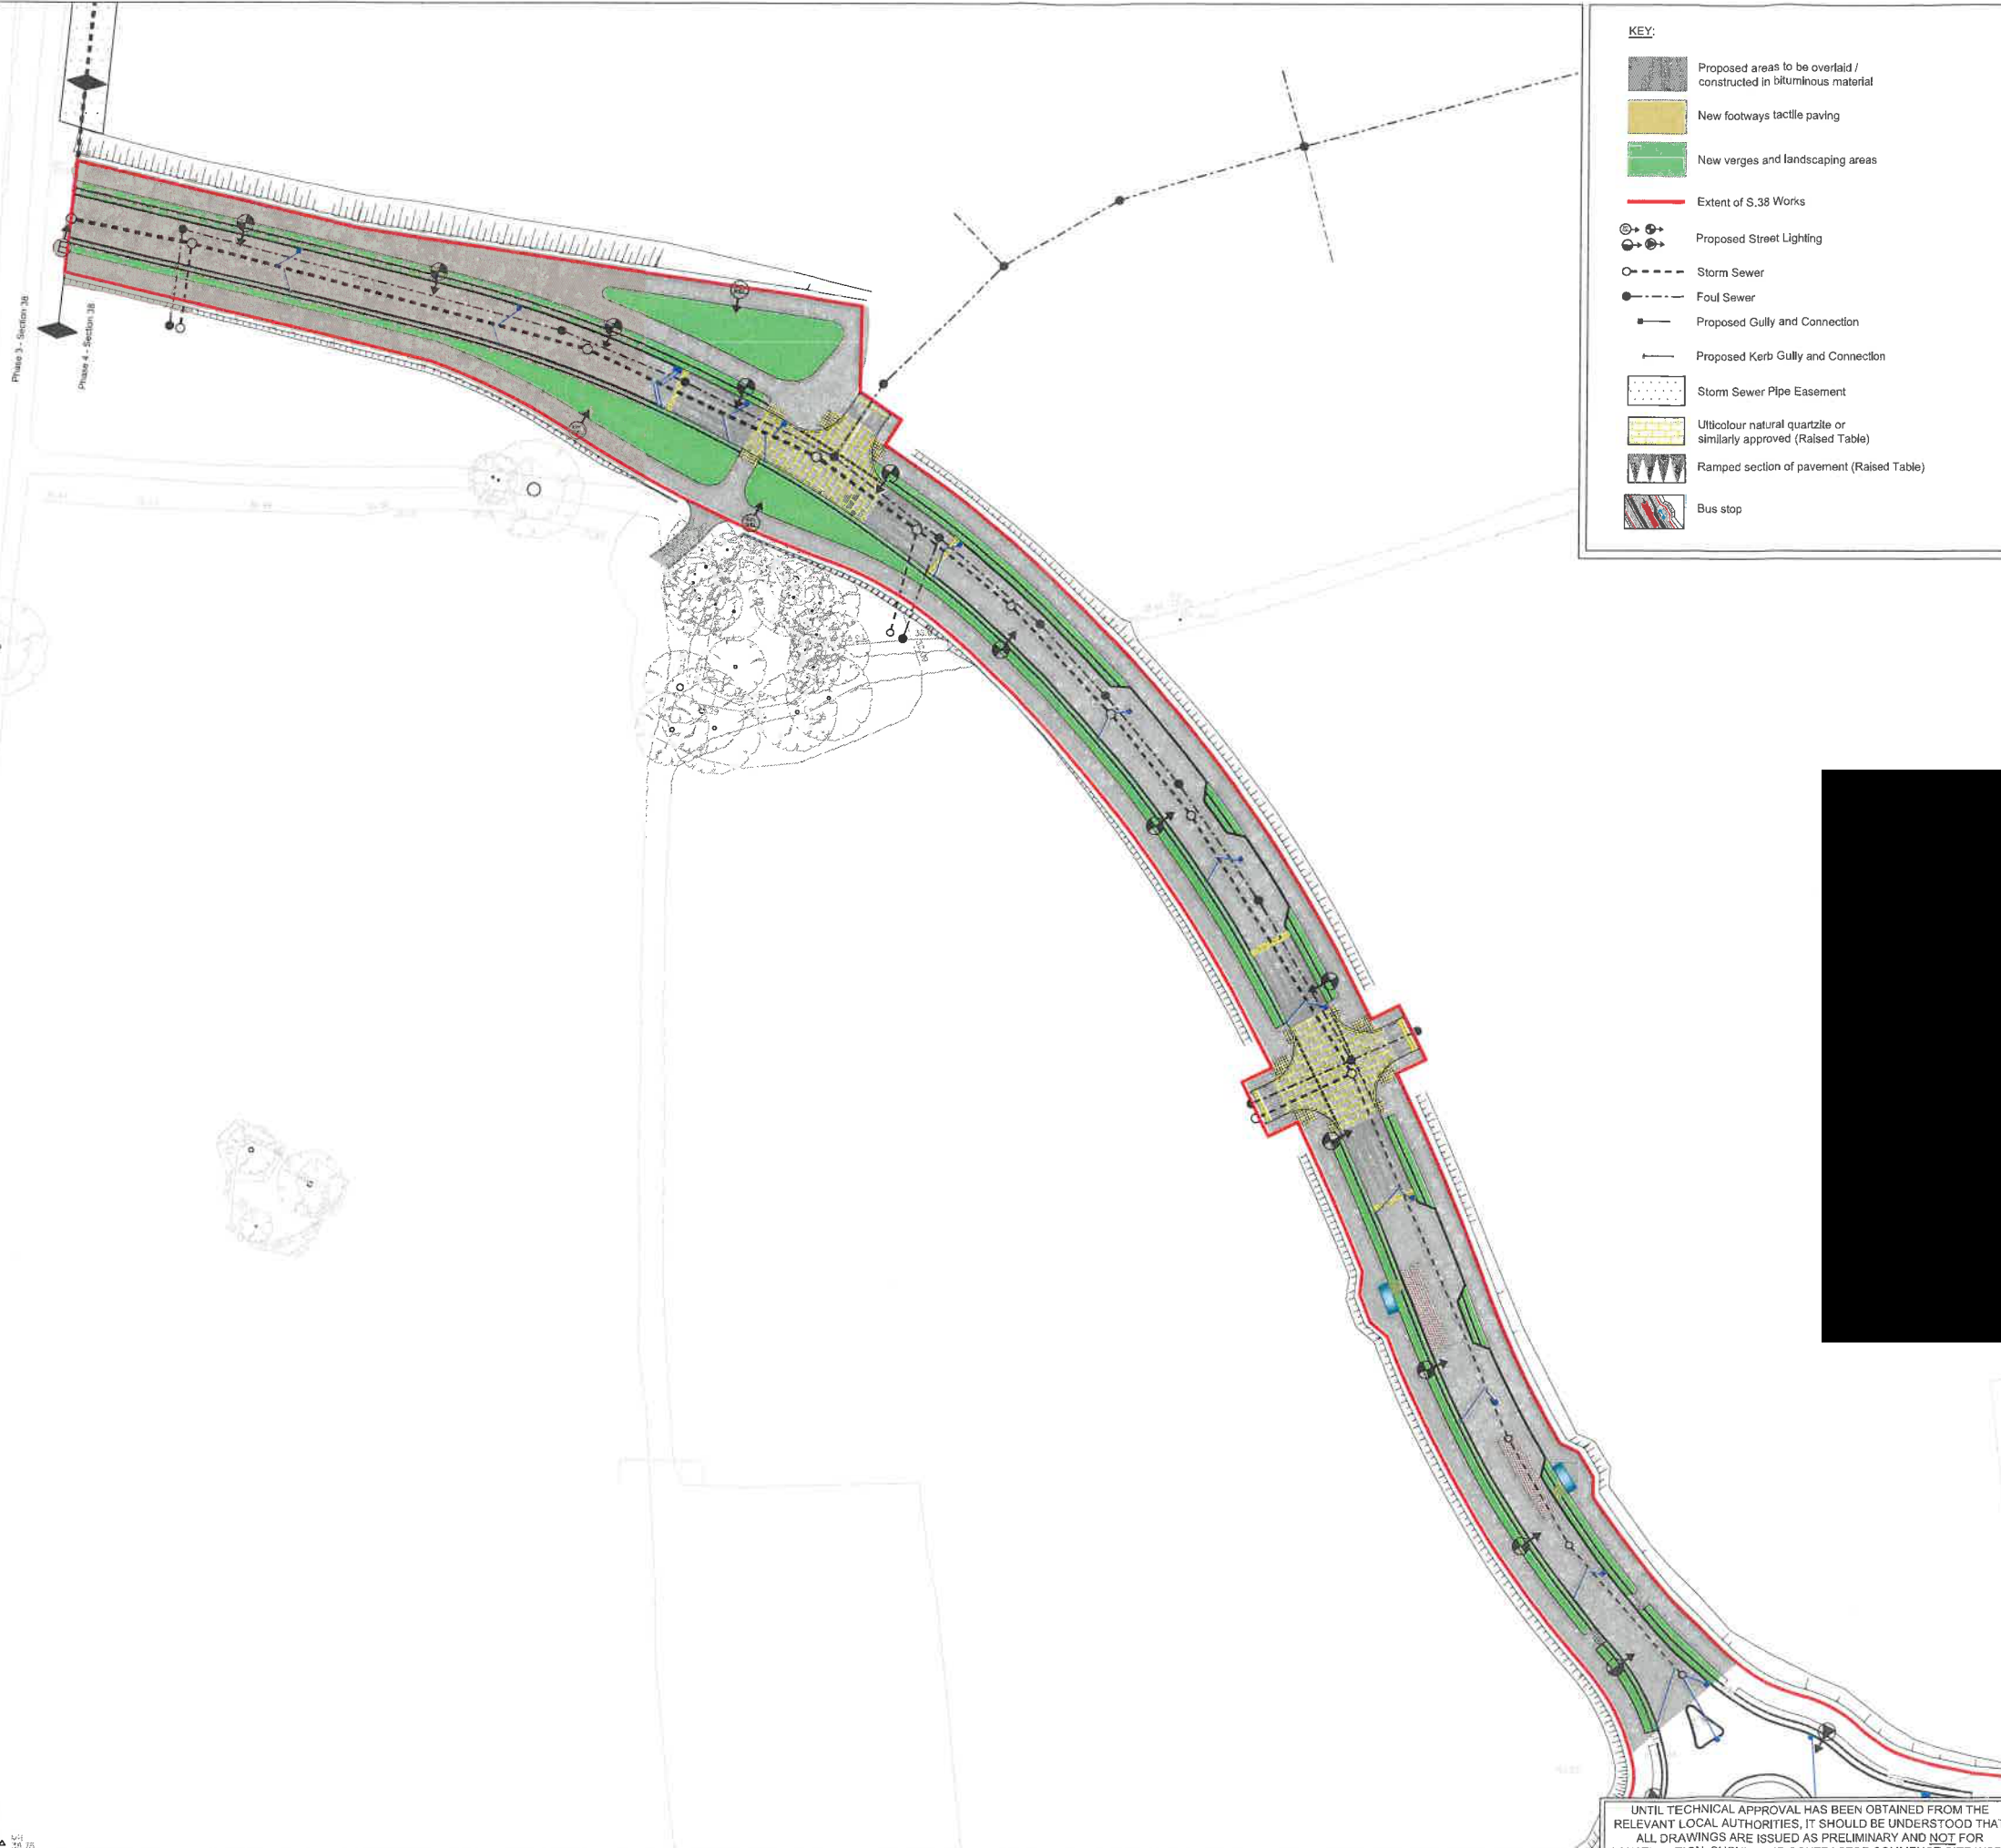 KEY:
Proposed areas to be overlaid /
constructed in bituminous material
New footways tactile paving
New verges and landscaping areas
Extent of S.38 Works
Proposed Street Lighting
Storm Sewer
Foul Sewer
Proposed Gully and Connection
Proposed Kerb Gully and Connection
Storm Sewer Pipe Easement
Ulticolour natural quartzite or
similarly approved (Raised Table)
Ramped section of pavement (Raised Table)
Bus stop
Phase 3 - Section 38
Phase 4 - Section 38
UNTIL TECHNICAL APPROVAL HAS BEEN OBTAINED FROM THE
RELEVANT LOCAL AUTHORITIES, IT SHOULD BE UNDERSTOOD THAT
ALL DRAWINGS ARE ISSUED AS PRELIMINARY AND NOT FOR